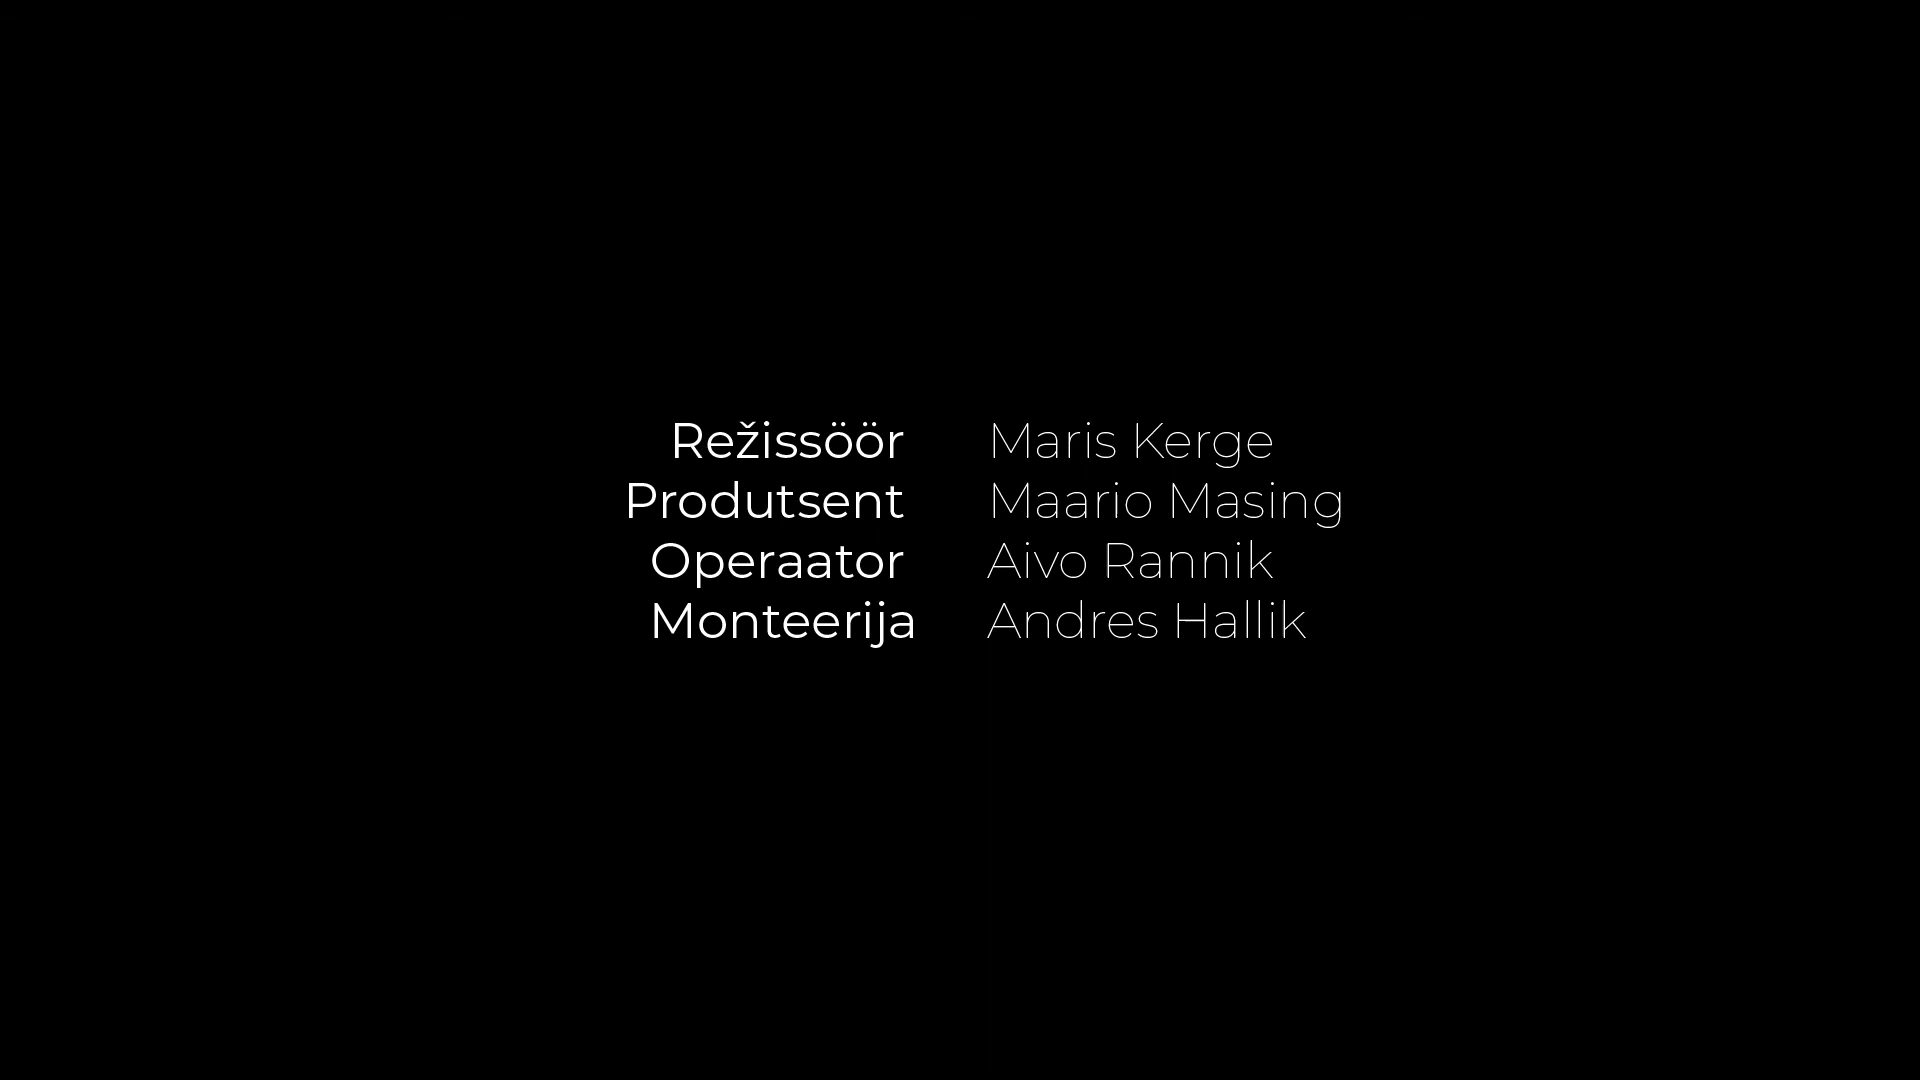 Režissöör Maris Kerge
Produtsent Maario Masing
Operaator Aivo Rannik
Monteerija Andres Hallik